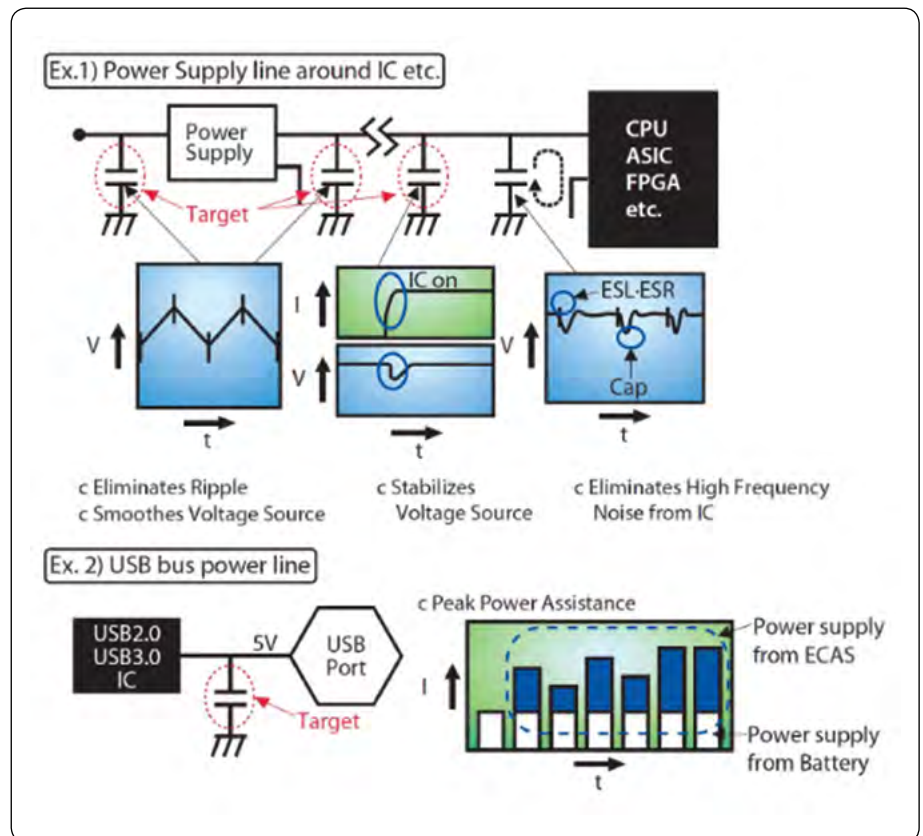 Ex.1) Power Supply line around IC etc.
Power
Supply
CPU
ASIC
FPGA
etc.
Target
V
t
I
IC on
V
t
V
ESL·ESR
Cap
t
c Eliminates Ripple
c Smoothes Voltage Source
c Stabilizes
Voltage Source
c Eliminates High Frequency
Noise from IC
Ex. 2) USB bus power line
USB2.0
USB3.0
IC
5V
USB
Port
Target
c Peak Power Assistance
I
t
Power supply
from ECAS
Power supply
from Battery